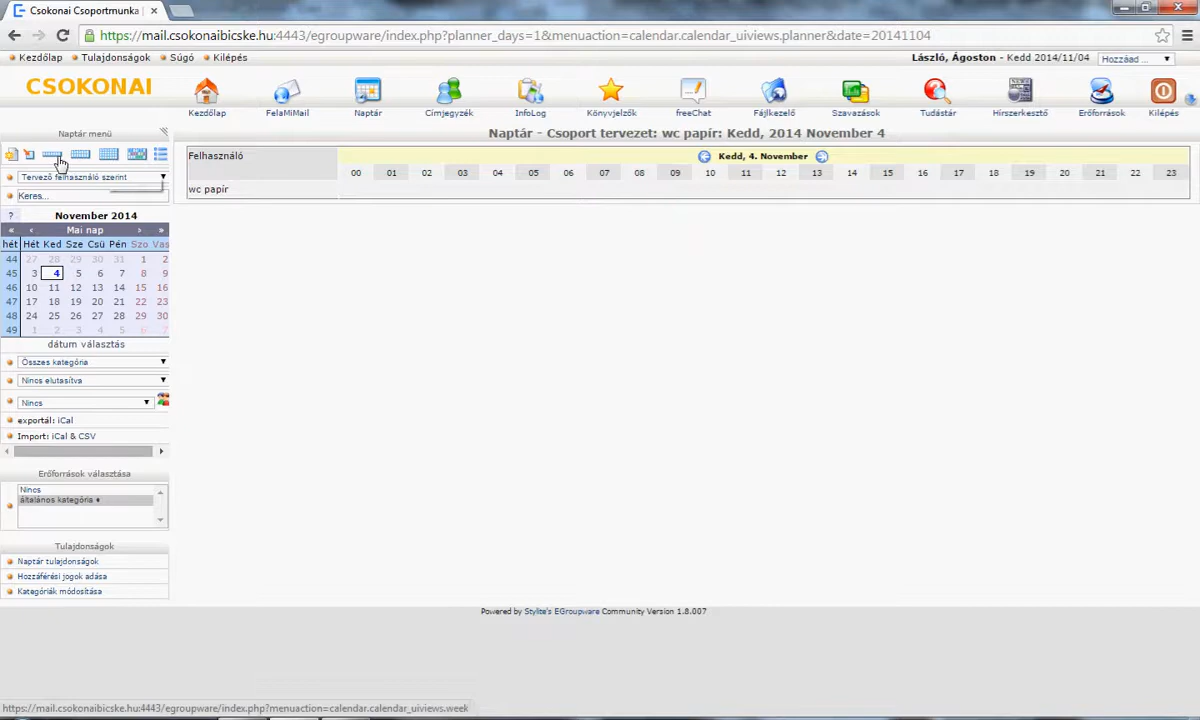 Csokonai Csoportmunka
https://mail.csokonaibicske.hu:4443/egroupware/index.php?planner_days=1&menuaction=calendar.calendar_uiviews.planner&date=20141104
Kezdőlap Tulajdonságok Súgó Kilépés
László, Ágoston - Kedd 2014/11/04 Hozzáad ...
CSOKONAI
Kezdőlap FelaMiMail Naptár Címjegyzék InfoLog Könyvjelzők freeChat Fájlkezelő Szavazások Tudástár Hírszerkesztő Erőforrások Kilépés
Naptár menü
Naptár - Csoport tervezet: wc papír: Kedd, 2014 November 4
Felhasználó
Kedd, 4. November
00 01 02 03 04 05 06 07 08 09 10 11 12 13 14 15 16 17 18 19 20 21 22 23
wc papír
Tervező felhasználó szerint
Keres...
? November 2014
« ‹ Mai nap › »
hét Hét Ked Sze Csü Pén Szo Vas
44 27 28 29 30 31 1 2
45 3 4 5 6 7 8 9
46 10 11 12 13 14 15 16
47 17 18 19 20 21 22 23
48 24 25 26 27 28 29 30
49 1 2 3 4 5 6 7
dátum választás
Összes kategória
Nincs elutasítva
Nincs
exportál: iCal
Import: iCal & CSV
Erőforrások választása
Nincs
általános kategória ♦
Tulajdonságok
Naptár tulajdonságok
Hozzáférési jogok adása
Kategóriák módosítása
Powered by Stylite's EGroupware Community Version 1.8.007
https://mail.csokonaibicske.hu:4443/egroupware/index.php?menuaction=calendar.calendar_uiviews.week